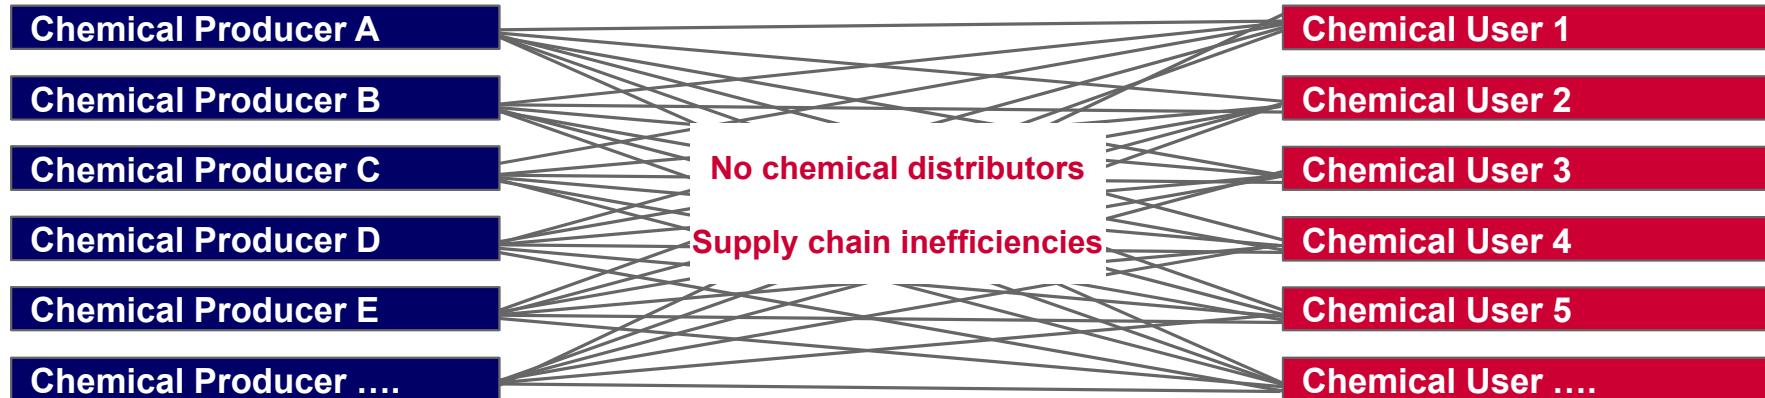 Chemical Producer A
Chemical User 1
Chemical Producer B
Chemical User 2
Chemical Producer C
No chemical distributors
Chemical User 3
Chemical Producer D
Supply chain inefficiencies
Chemical User 4
Chemical Producer E
Chemical User 5
Chemical Producer ….
Chemical User ….